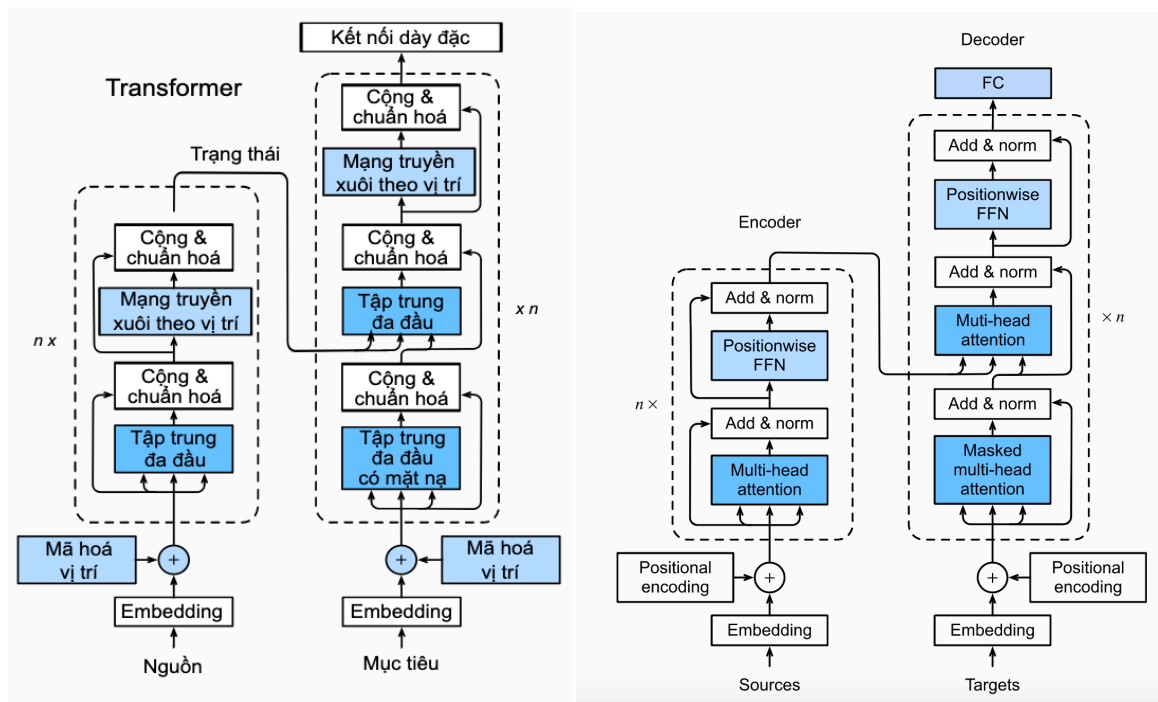 Transformer
Kết nối dày đặc
Cộng &
chuẩn hoá
Mạng truyền
xuôi theo vị trí
Trạng thái
Cộng &
chuẩn hoá
Tập trung
đa đầu
x n
Cộng &
chuẩn hoá
Tập trung
đa đầu
có mặt nạ
Mã hoá
vị trí
+
Embedding
Mục tiêu
Cộng &
chuẩn hoá
Mạng truyền
xuôi theo vị trí
n x
Cộng &
chuẩn hoá
Tập trung
đa đầu
Mã hoá
vị trí
+
Embedding
Nguồn
Encoder
Add & norm
Positionwise
FFN
n ×
Add & norm
Multi-head
attention
Positional
encoding
+
Embedding
Sources
Decoder
FC
Add & norm
Positionwise
FFN
Add & norm
Muti-head
attention
× n
Add & norm
Masked
multi-head
attention
Positional
encoding
+
Embedding
Targets